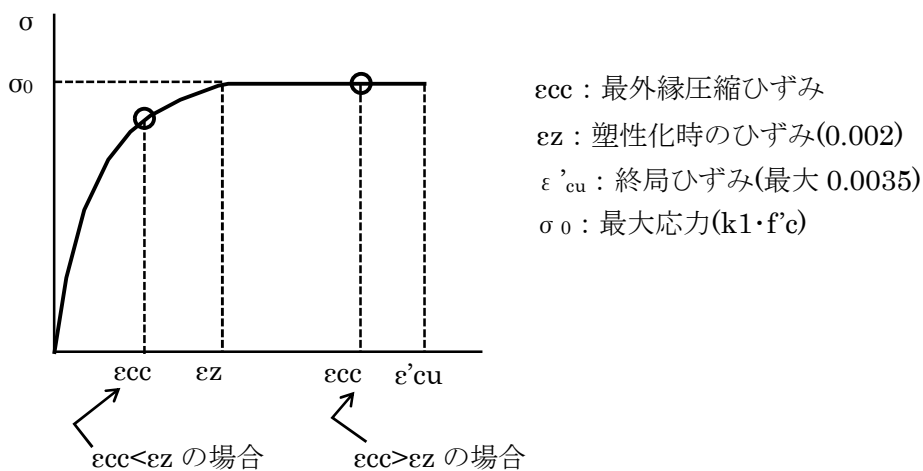 σ
σ0
εcc：最外縁圧縮ひずみ
εz：塑性化時のひずみ(0.002)
ε'cu：終局ひずみ(最大 0.0035)
σ0：最大応力(k1･f'c)
εcc εz εcc ε'cu
εcc<εz の場合 εcc>εz の場合